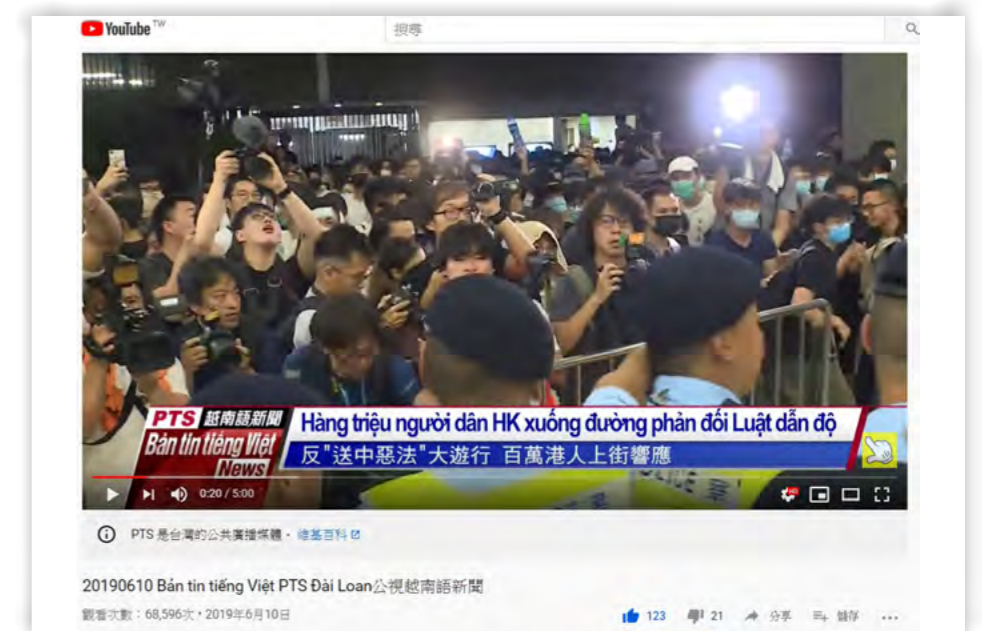 YouTube TW
搜尋
PTS 越南語新聞
Bản tin tiếng Việt
News
Hàng triệu người dân HK xuống đường phản đối Luật dẫn độ
反"送中惡法"大遊行 百萬港人上街響應
0:20 / 5:00
HD
PTS 是台灣的公共廣播媒體。 維基百科
20190610 Bản tin tiếng Việt PTS Đài Loan公視越南語新聞
觀看次數：68,596次・2019年6月10日
123
21
分享
儲存